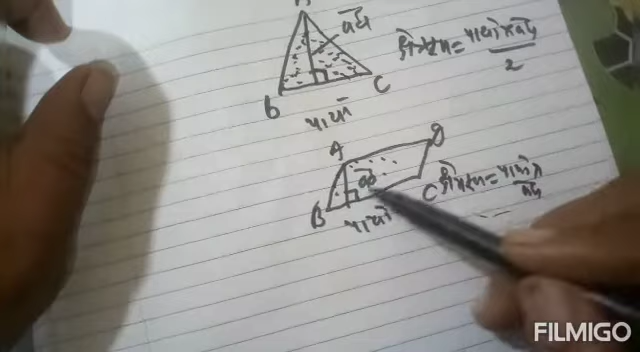 A
B
C
વેધ
પાયો
ક્ષેત્રફળ = પાયો × વેધ
2
A
D
B
C
વેધ
પાયો
ક્ષેત્રફળ = પાયો ×
વેધ
FILMIGO